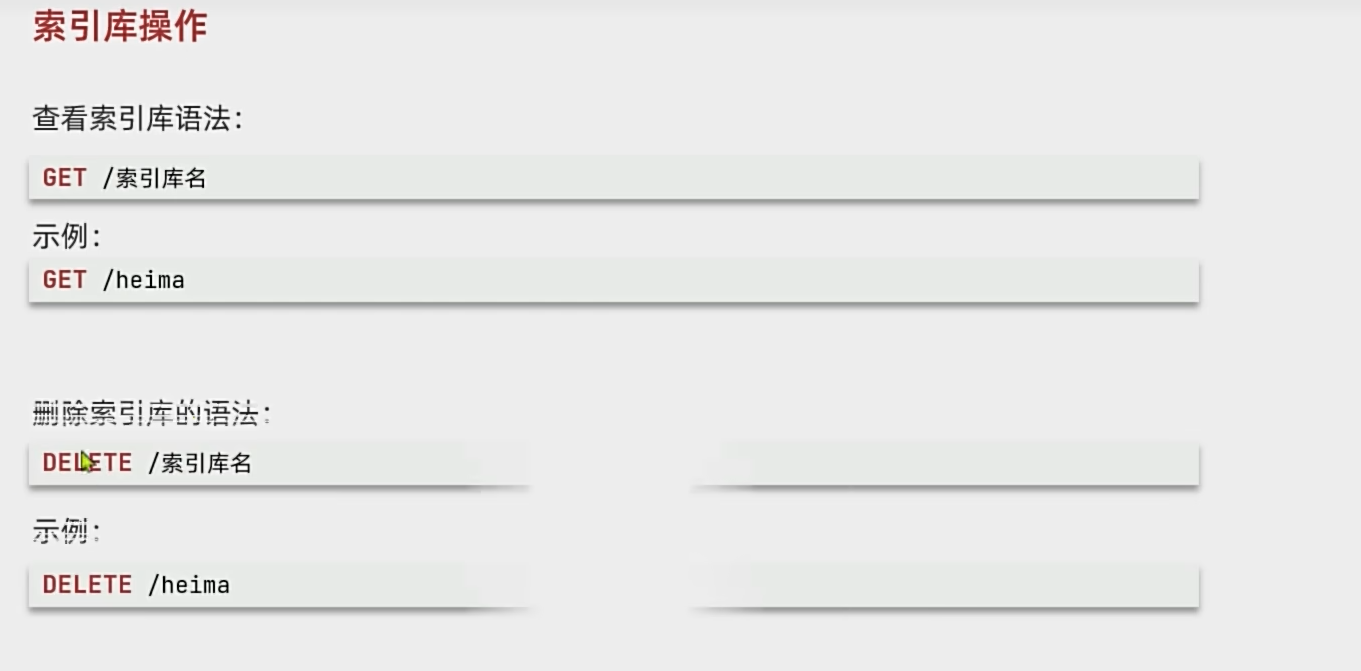 索引库操作
查看索引库语法：
GET /索引库名
示例：
GET /heima
删除索引库的语法：
DELETE /索引库名
示例：
DELETE /heima